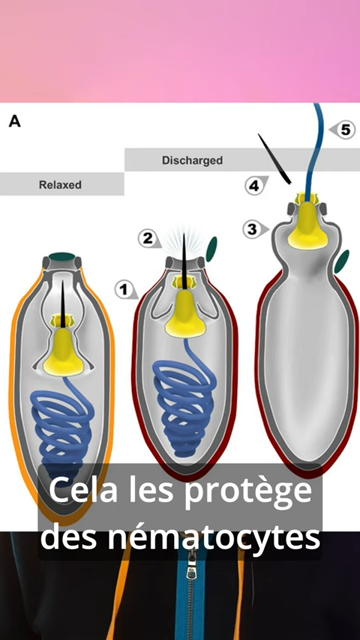 A
Discharged
Relaxed
5
4
3
2
1
Cela les protège
des nématocytes